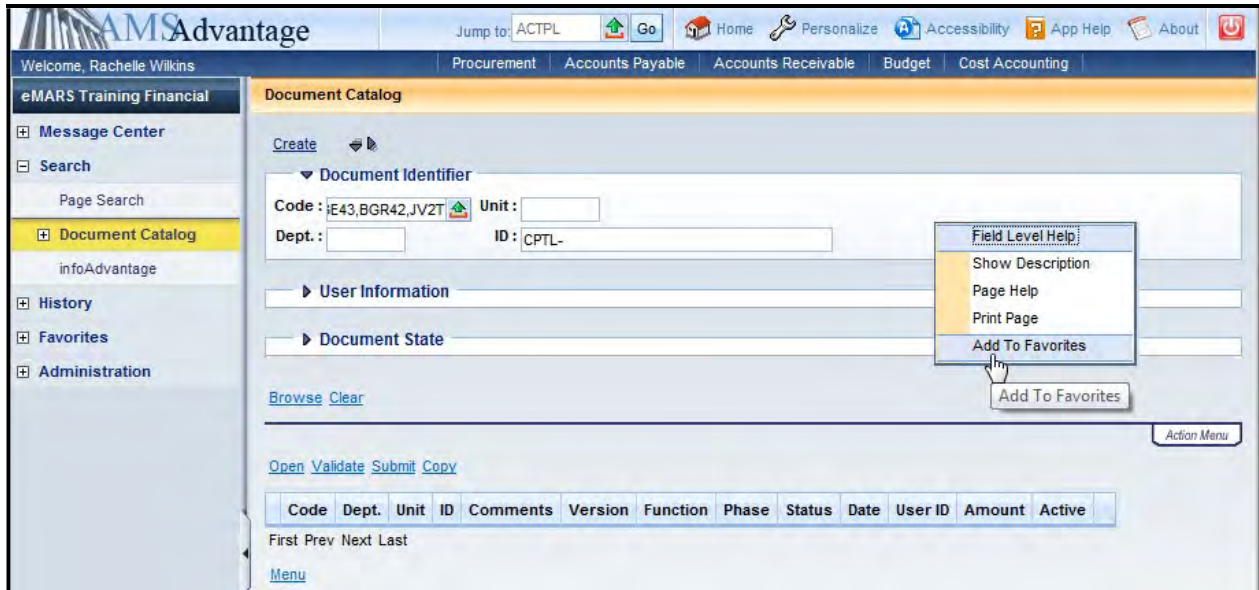 AMSAdvantage
Jump to: ACTPL Go Home Personalize Accessibility App Help About
Welcome, Rachelle Wilkins Procurement Accounts Payable Accounts Receivable Budget Cost Accounting
eMARS Training Financial
Message Center
Search
Page Search
Document Catalog
infoAdvantage
History
Favorites
Administration
Document Catalog
Create
Document Identifier
Code : E43,BGR42,JV2T Unit :
Dept. : ID : CPTL-
User Information
Document State
Field Level Help
Show Description
Page Help
Print Page
Add To Favorites
Add To Favorites
Browse Clear
Action Menu
Open Validate Submit Copy
Code Dept. Unit ID Comments Version Function Phase Status Date User ID Amount Active
First Prev Next Last
Menu